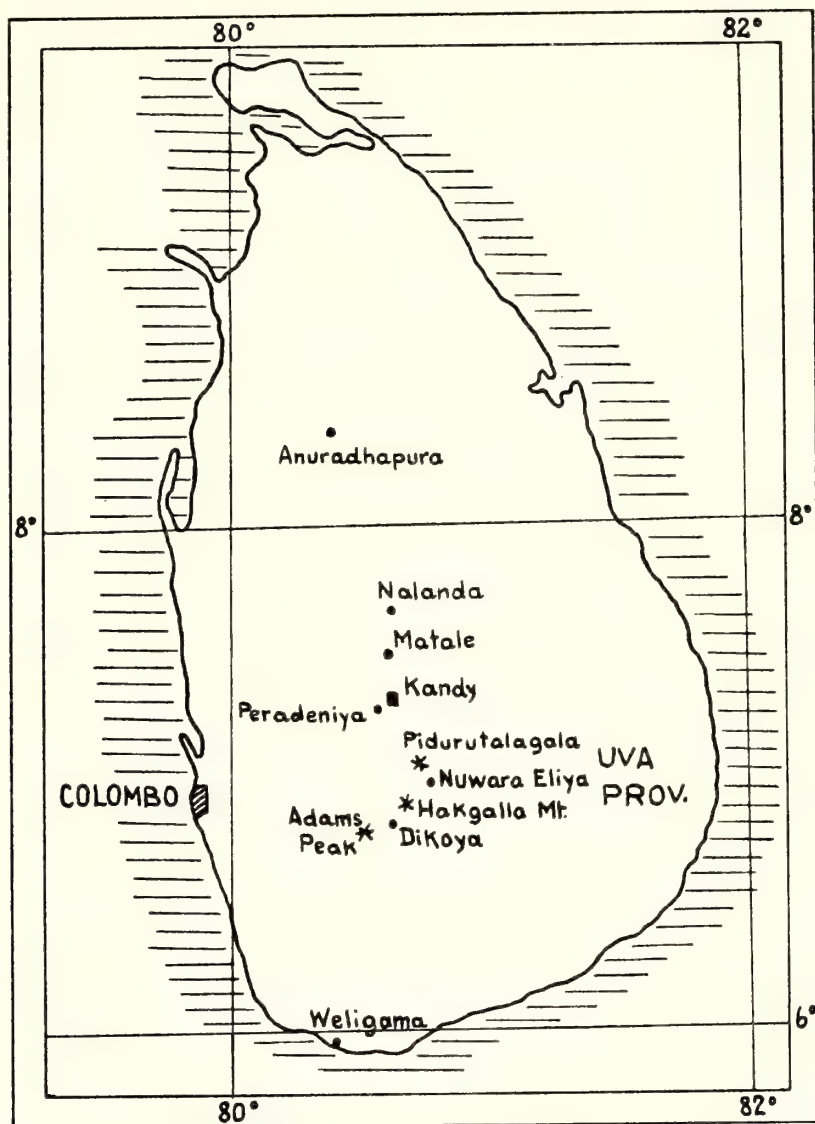 80°
82°
Anuradhapura
8°
8°
Nalanda
Matale
Kandy
Peradeniya
Pidurutalagala
UVA
PROV.
Nuwara Eliya
COLOMBO
Hakgalla Mt.
Adams
Peak
Dikoya
Weligama
6°
80°
82°